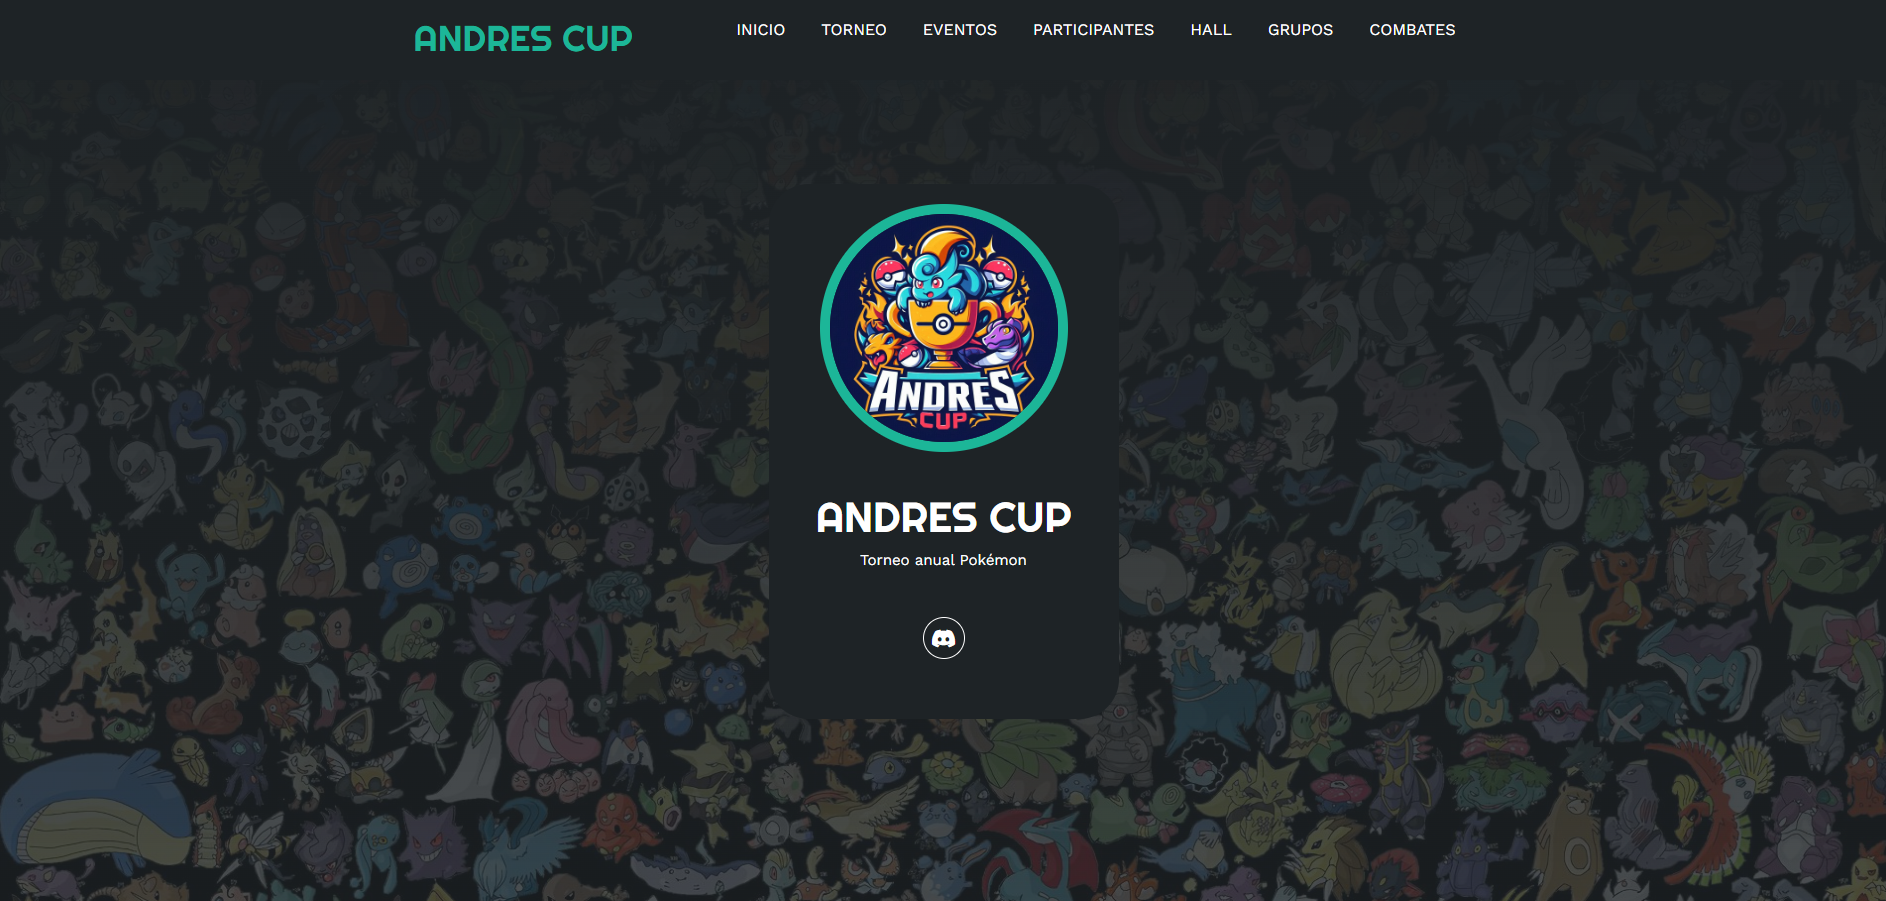 ANDRES CUP
INICIO TORNEO EVENTOS PARTICIPANTES HALL GRUPOS COMBATES
ANDRES
CUP
ANDRES CUP
Torneo anual Pokémon